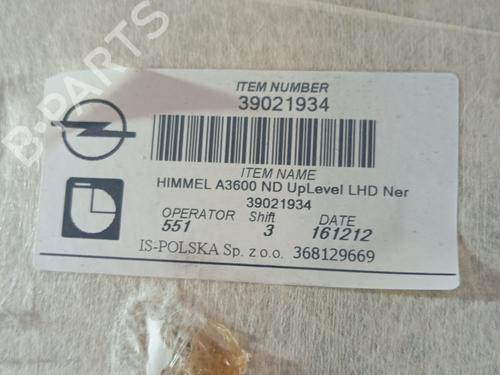 B-PARTS
ITEM NUMBER
39021934
ITEM NAME
HIMMEL A3600 ND UpLevel LHD Ner
39021934
OPERATOR Shift DATE
551 3 161212
IS-POLSKA Sp. z o.o. 368129669